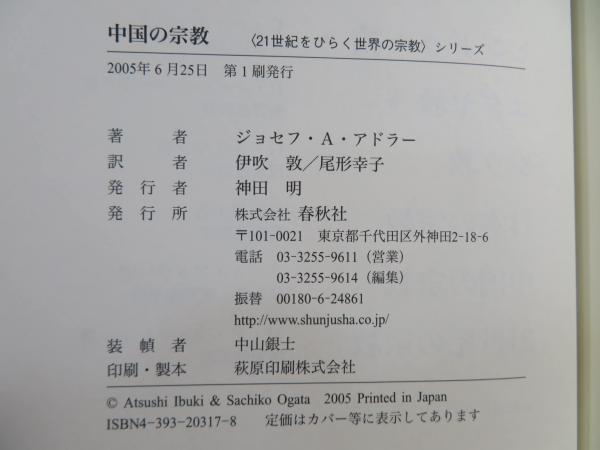 中国の宗教　〈21世紀をひらく世界の宗教〉シリーズ
2005年6月25日　第1刷発行
著者　ジョセフ・A・アドラー
訳者　伊吹 敦／尾形幸子
発行者　神田 明
発行所　株式会社 春秋社
〒101-0021　東京都千代田区外神田2-18-6
電話　03-3255-9611（営業）
03-3255-9614（編集）
振替　00180-6-24861
http://www.shunjusha.co.jp/
装幀者　中山銀士
印刷・製本　萩原印刷株式会社
© Atsushi Ibuki & Sachiko Ogata　2005 Printed in Japan
ISBN4-393-20317-8　定価はカバー等に表示してあります